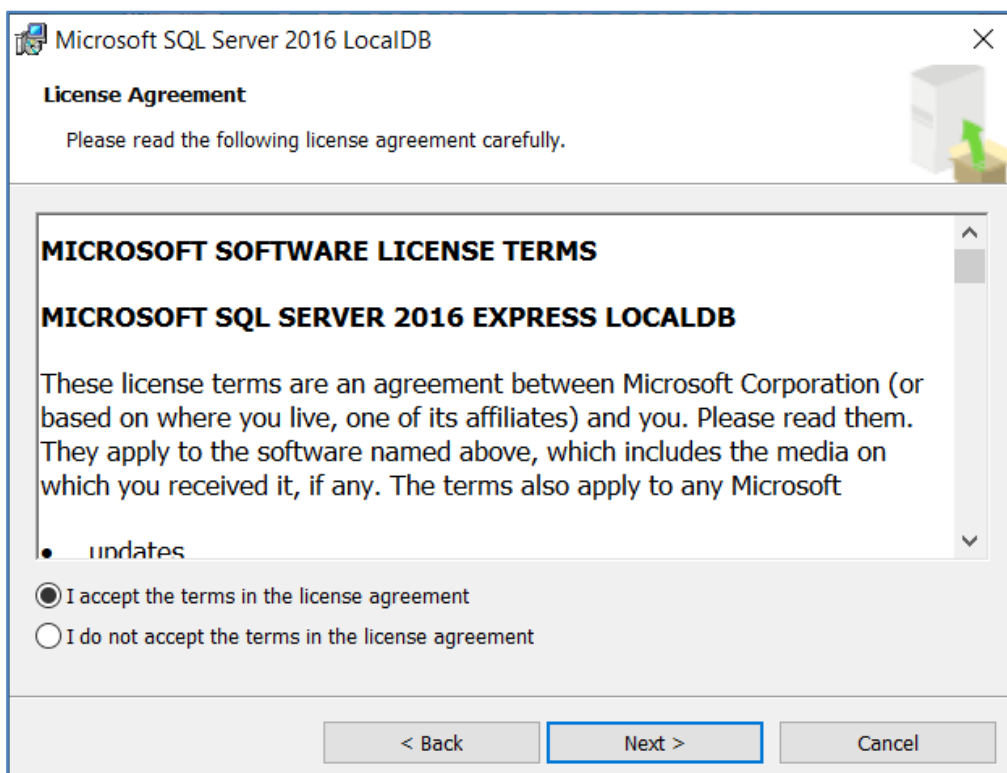 Microsoft SQL Server 2016 LocalDB
License Agreement
Please read the following license agreement carefully.
MICROSOFT SOFTWARE LICENSE TERMS
MICROSOFT SQL SERVER 2016 EXPRESS LOCALDB
These license terms are an agreement between Microsoft Corporation (or
based on where you live, one of its affiliates) and you. Please read them.
They apply to the software named above, which includes the media on
which you received it, if any. The terms also apply to any Microsoft
• updates
I accept the terms in the license agreement
I do not accept the terms in the license agreement
< Back Next > Cancel